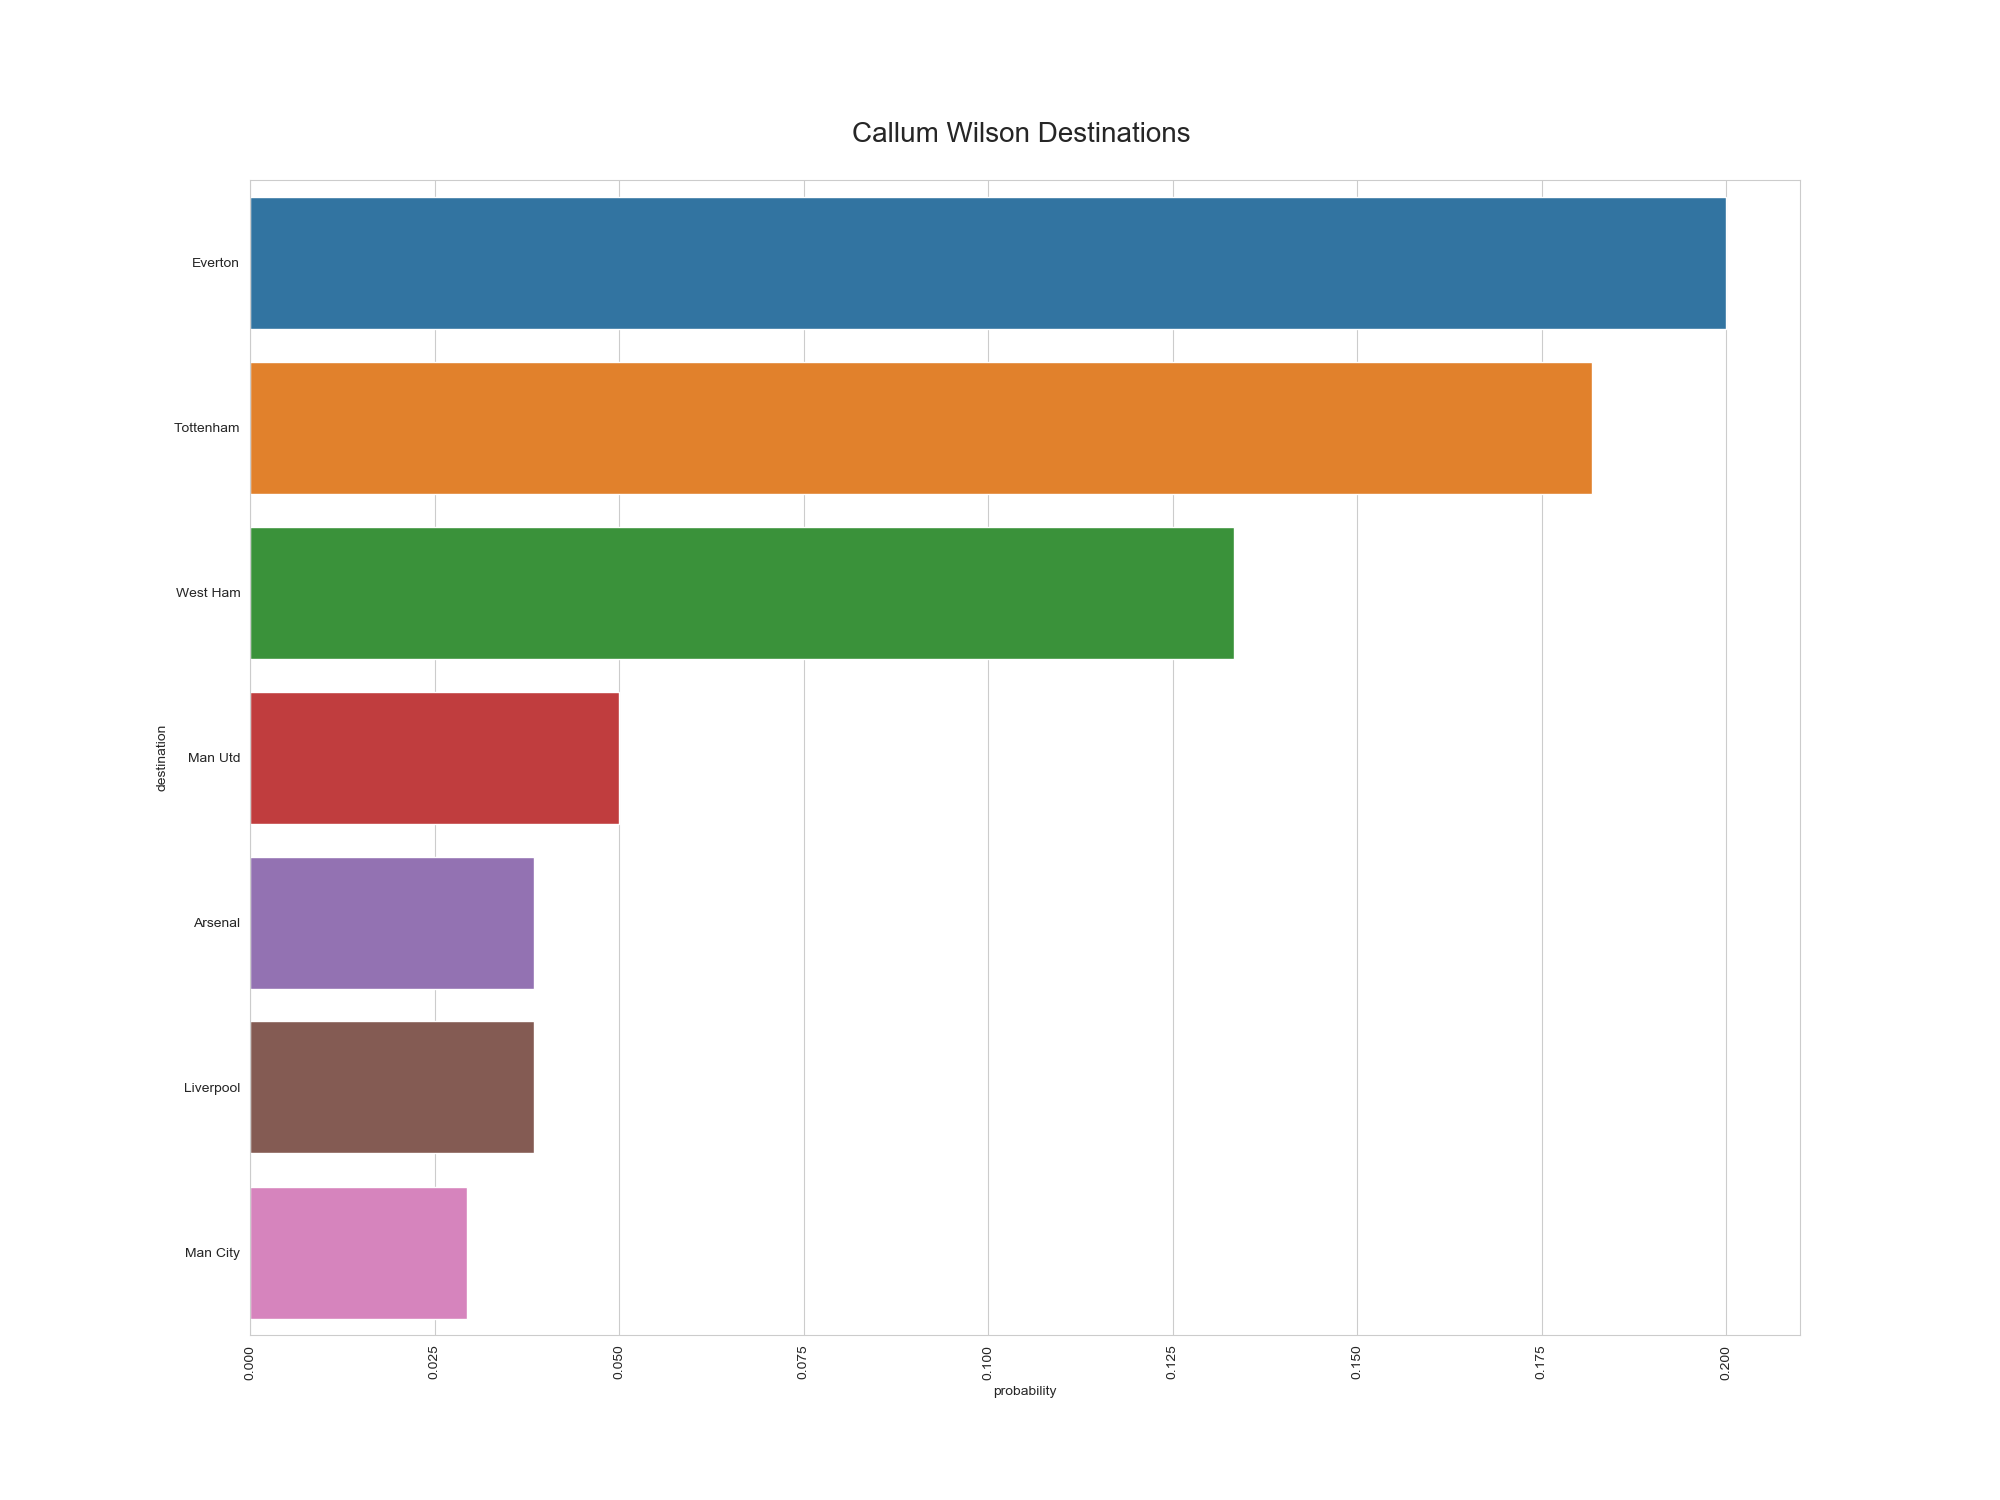 Callum Wilson Destinations
destination
Everton
Tottenham
West Ham
Man Utd
Arsenal
Liverpool
Man City
0.000
0.025
0.050
0.075
0.100
0.125
0.150
0.175
0.200
probability